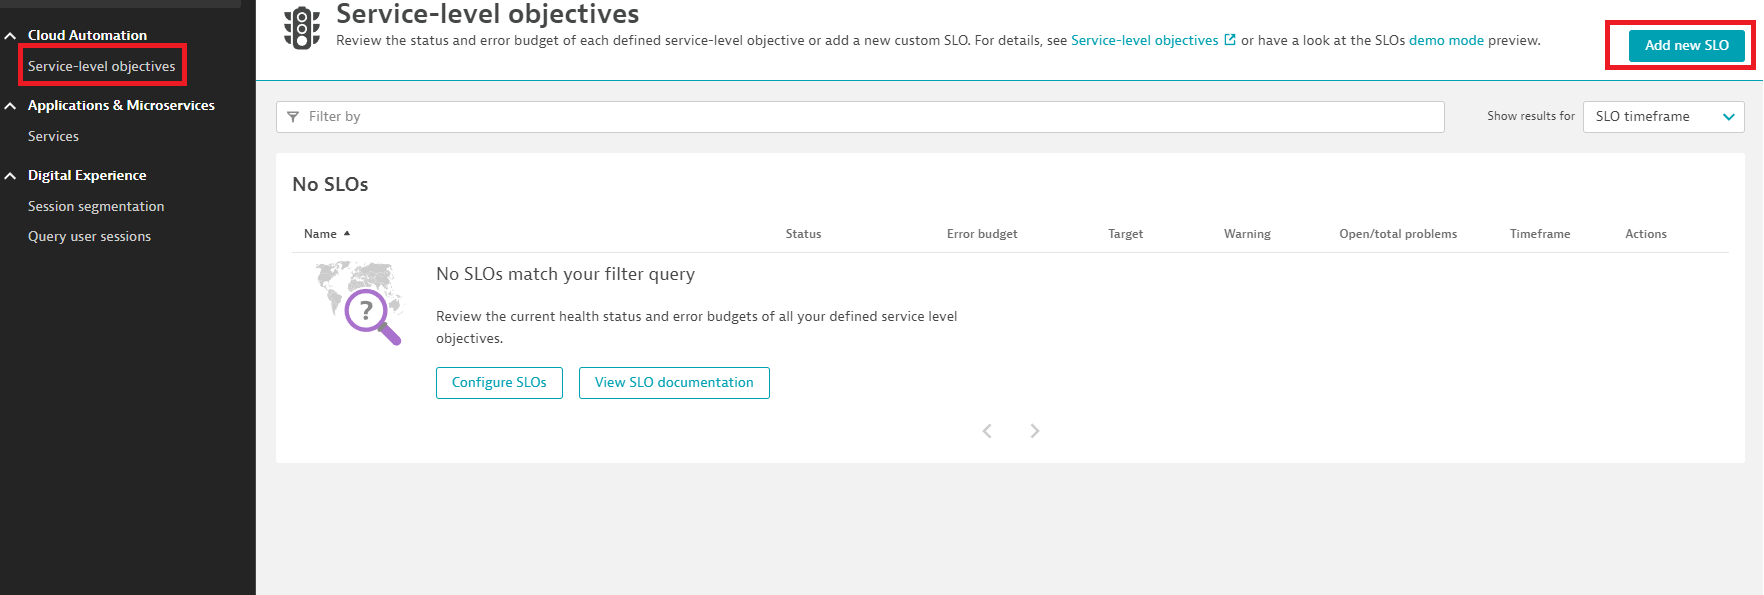 Cloud Automation
Service-level objectives
Applications & Microservices
Services
Digital Experience
Session segmentation
Query user sessions
Service-level objectives
Review the status and error budget of each defined service-level objective or add a new custom SLO. For details, see Service-level objectives or have a look at the SLOs demo mode preview.
Add new SLO
Filter by
Show results for SLO timeframe
No SLOs
Name Status Error budget Target Warning Open/total problems Timeframe Actions
?
No SLOs match your filter query
Review the current health status and error budgets of all your defined service level
objectives.
Configure SLOs View SLO documentation